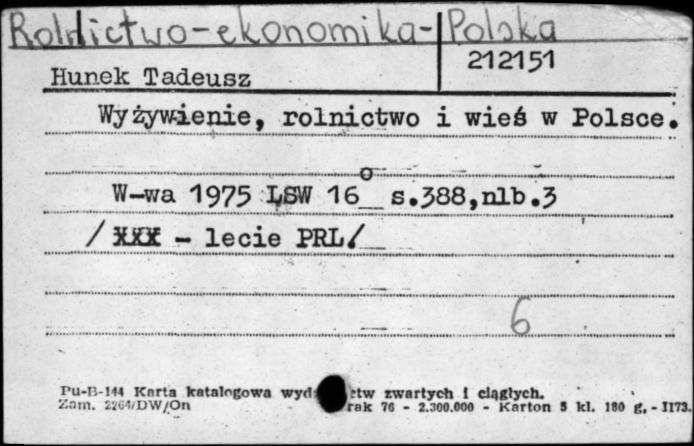 Rolnictwo-ekonomika-Polska
212151
Hunek Tadeusz
Wyżywienie, rolnictwo i wieś w Polsce.
W-wa 1975 LSW 16° s.388,nlb.3
/XXX - lecie PRL/
6
Pu-B-144 Karta katalogowa wyd ctw zwartych i ciągłych.
Zam. 2264/DW/On rak 76 - 2.300.000 - Karton 5 kl. 180 g. - I173.